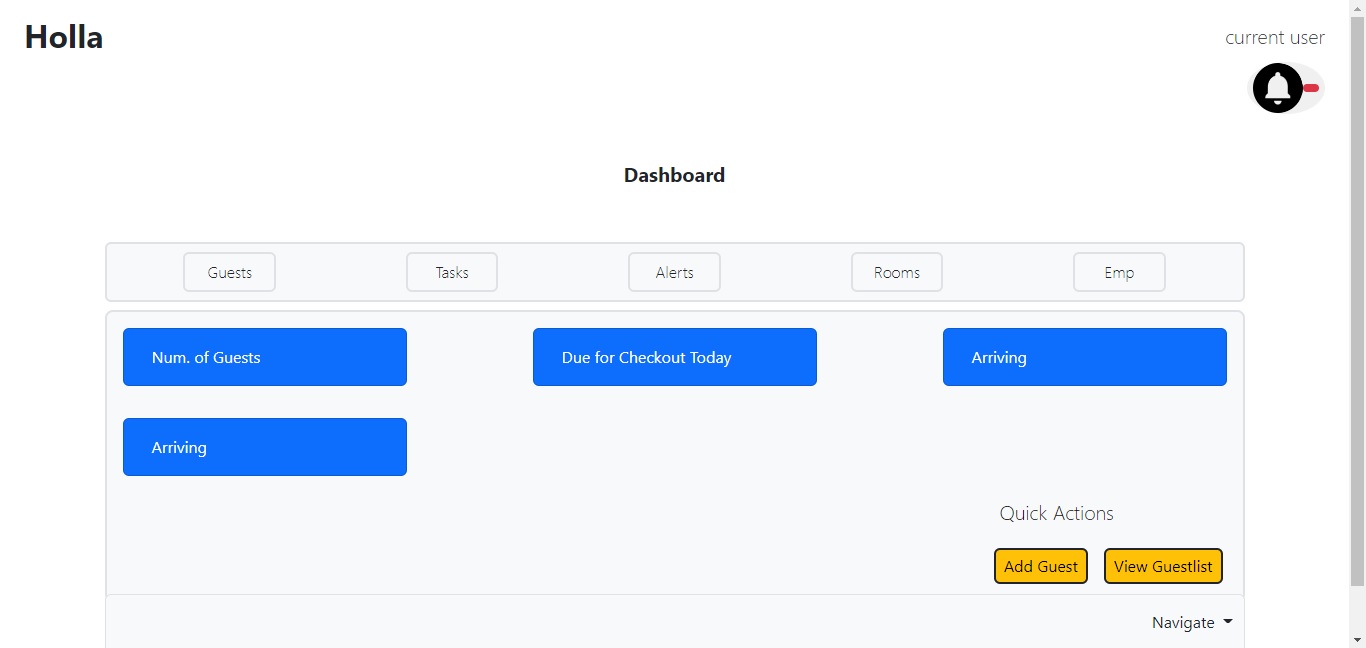 Holla
current user
Dashboard
Guests
Tasks
Alerts
Rooms
Emp
Num. of Guests
Due for Checkout Today
Arriving
Arriving
Quick Actions
Add Guest
View Guestlist
Navigate